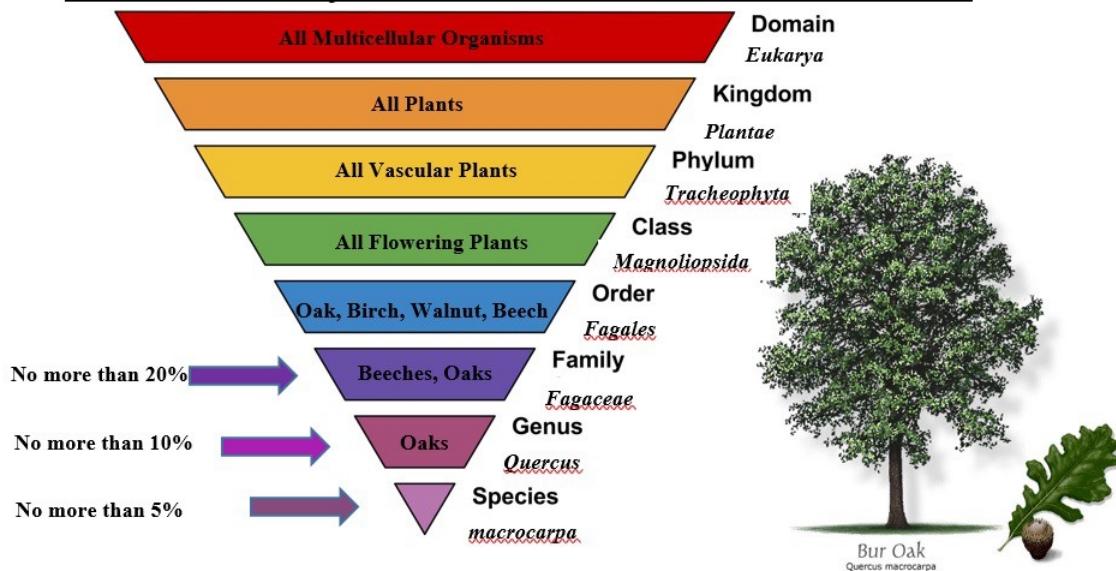 All Multicellular Organisms
Domain
Eukarya
All Plants
Kingdom
Plantae
All Vascular Plants
Phylum
Tracheophyta
All Flowering Plants
Class
Magnoliopsida
Oak, Birch, Walnut, Beech
Order
Fagales
No more than 20%
Beeches, Oaks
Family
Fagaceae
No more than 10%
Oaks
Genus
Quercus
No more than 5%
Species
macrocarpa
Bur Oak
Quercus macrocarpa